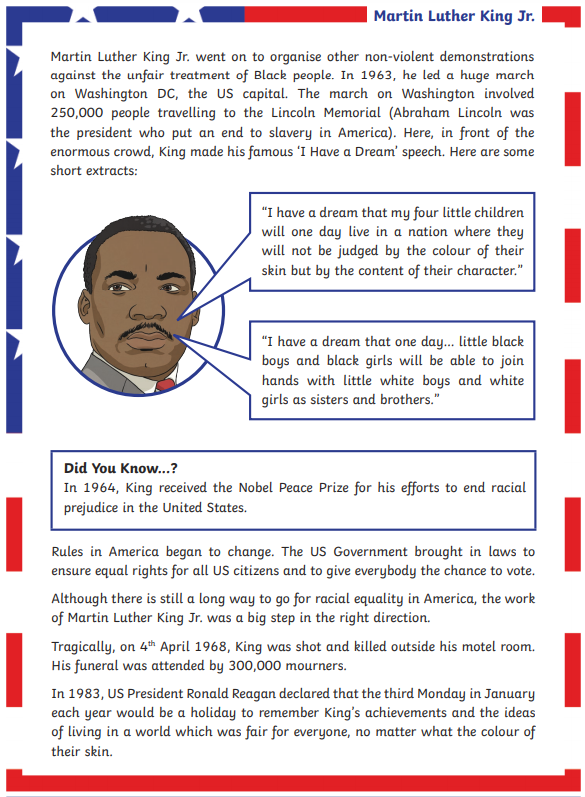 Martin Luther King Jr.
Martin Luther King Jr. went on to organise other non-violent demonstrations
against the unfair treatment of Black people. In 1963, he led a huge march
on Washington DC, the US capital. The march on Washington involved
250,000 people travelling to the Lincoln Memorial (Abraham Lincoln was
the president who put an end to slavery in America). Here, in front of the
enormous crowd, King made his famous ‘I Have a Dream’ speech. Here are some
short extracts:
“I have a dream that my four little children
will one day live in a nation where they
will not be judged by the colour of their
skin but by the content of their character.”
“I have a dream that one day... little black
boys and black girls will be able to join
hands with little white boys and white
girls as sisters and brothers.”
Did You Know...?
In 1964, King received the Nobel Peace Prize for his efforts to end racial
prejudice in the United States.
Rules in America began to change. The US Government brought in laws to
ensure equal rights for all US citizens and to give everybody the chance to vote.
Although there is still a long way to go for racial equality in America, the work
of Martin Luther King Jr. was a big step in the right direction.
Tragically, on 4th April 1968, King was shot and killed outside his motel room.
His funeral was attended by 300,000 mourners.
In 1983, US President Ronald Reagan declared that the third Monday in January
each year would be a holiday to remember King’s achievements and the ideas
of living in a world which was fair for everyone, no matter what the colour of
their skin.